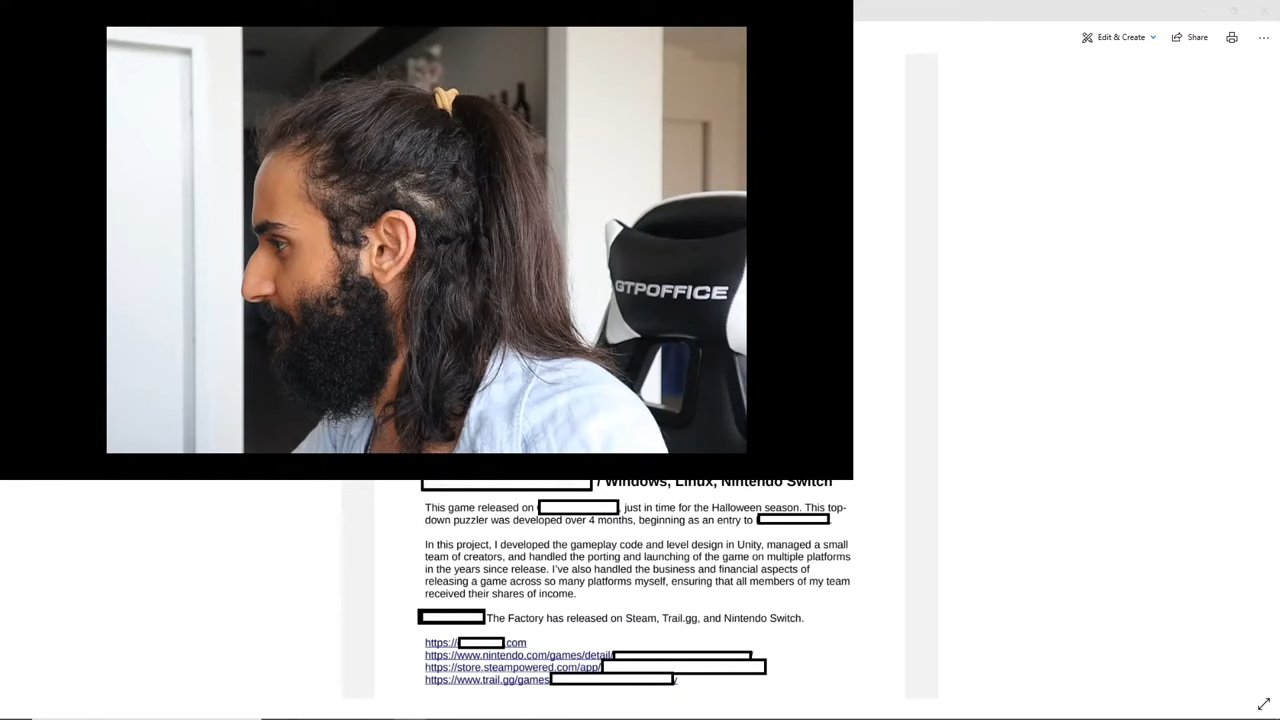 Edit & Create
Share
GTPOFFICE
/ Windows, Linux, Nintendo Switch
This game released on , just in time for the Halloween season. This top-
down puzzler was developed over 4 months, beginning as an entry to .
In this project, I developed the gameplay code and level design in Unity, managed a small
team of creators, and handled the porting and launching of the game on multiple platforms
in the years since release. I've also handled the business and financial aspects of
releasing a game across so many platforms myself, ensuring that all members of my team
received their shares of income.
The Factory has released on Steam, Trail.gg, and Nintendo Switch.
https:// .com
https://www.nintendo.com/games/detail/
https://store.steampowered.com/app/
https://www.trail.gg/games